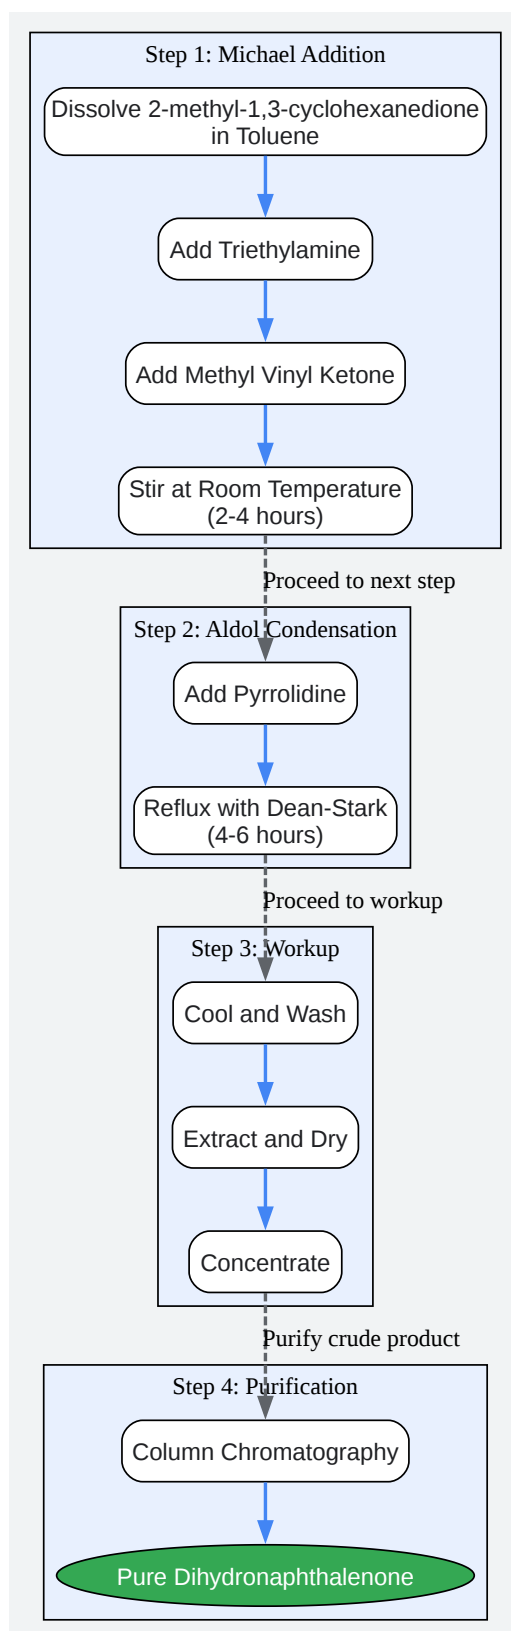 Step 1: Michael Addition
Dissolve 2-methyl-1,3-cyclohexanedione
in Toluene
Add Triethylamine
Add Methyl Vinyl Ketone
Stir at Room Temperature
(2-4 hours)
Proceed to next step
Step 2: Aldol Condensation
Add Pyrrolidine
Reflux with Dean-Stark
(4-6 hours)
Proceed to workup
Step 3: Workup
Cool and Wash
Extract and Dry
Concentrate
Purify crude product
Step 4: Purification
Column Chromatography
Pure Dihydronaphthalenone